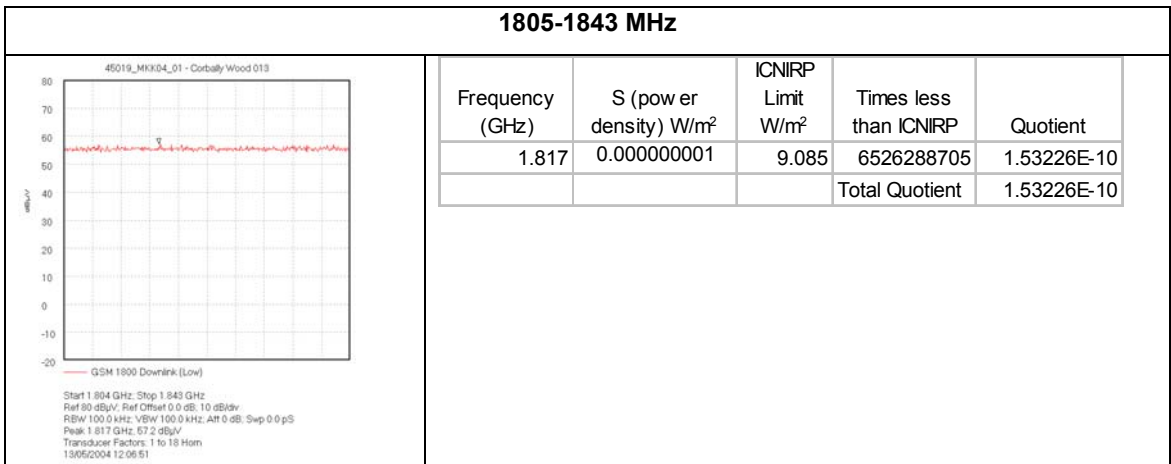 1805-1843 MHz
45019_MKK04_01 - Corbally Wood 013
80
70
60
50
40
30
20
10
0
-10
-20
dBµV
GSM 1800 Downlink (Low)
Start 1.804 GHz; Stop 1.843 GHz
Ref 80 dBµV; Ref Offset 0.0 dB; 10 dB/div
RBW 100.0 kHz; VBW 100.0 kHz; Att 0 dB; Swp 0.0 pS
Peak 1.817 GHz, 57.2 dBµV
Transducer Factors: 1 to 18 Horn
13/05/2004 12:06:51
Frequency (GHz) S (pow er density) W/m² ICNIRP Limit W/m² Times less than ICNIRP Quotient
1.817 0.000000001 9.085 6526288705 1.53226E-10
Total Quotient 1.53226E-10